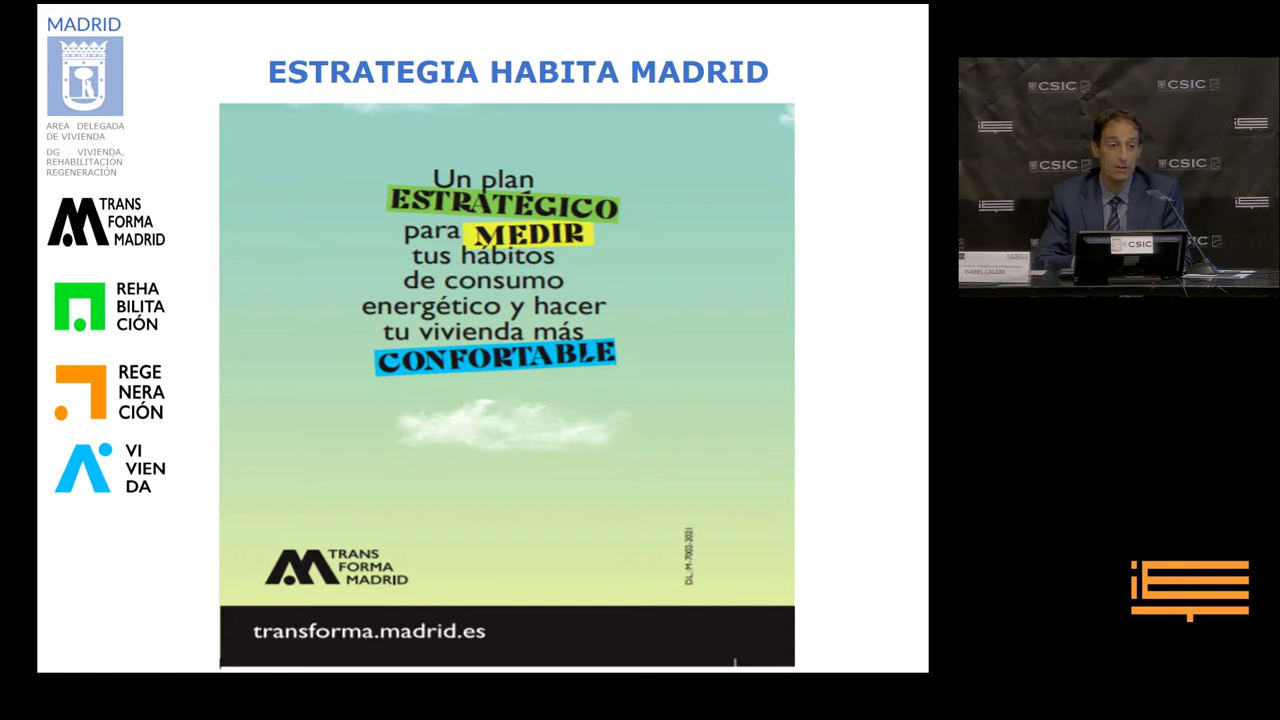 MADRID
AREA DELEGADA
DE VIVIENDA
DG VIVIENDA,
REHABILITACIÓN
REGENERACIÓN
TRANS
FORMA
MADRID
REHA
BILITA
CIÓN
REGE
NERA
CIÓN
VI
VIEN
DA
ESTRATEGIA HABITA MADRID
Un plan
ESTRATÉGICO
para MEDIR
tus hábitos
de consumo
energético y hacer
tu vivienda más
CONFORTABLE
TRANS
FORMA
MADRID
DL:M-7002-2021
transforma.madrid.es
CSIC
CSIC
CSIC
CSIC
CSIC
ISABEL CALZAS